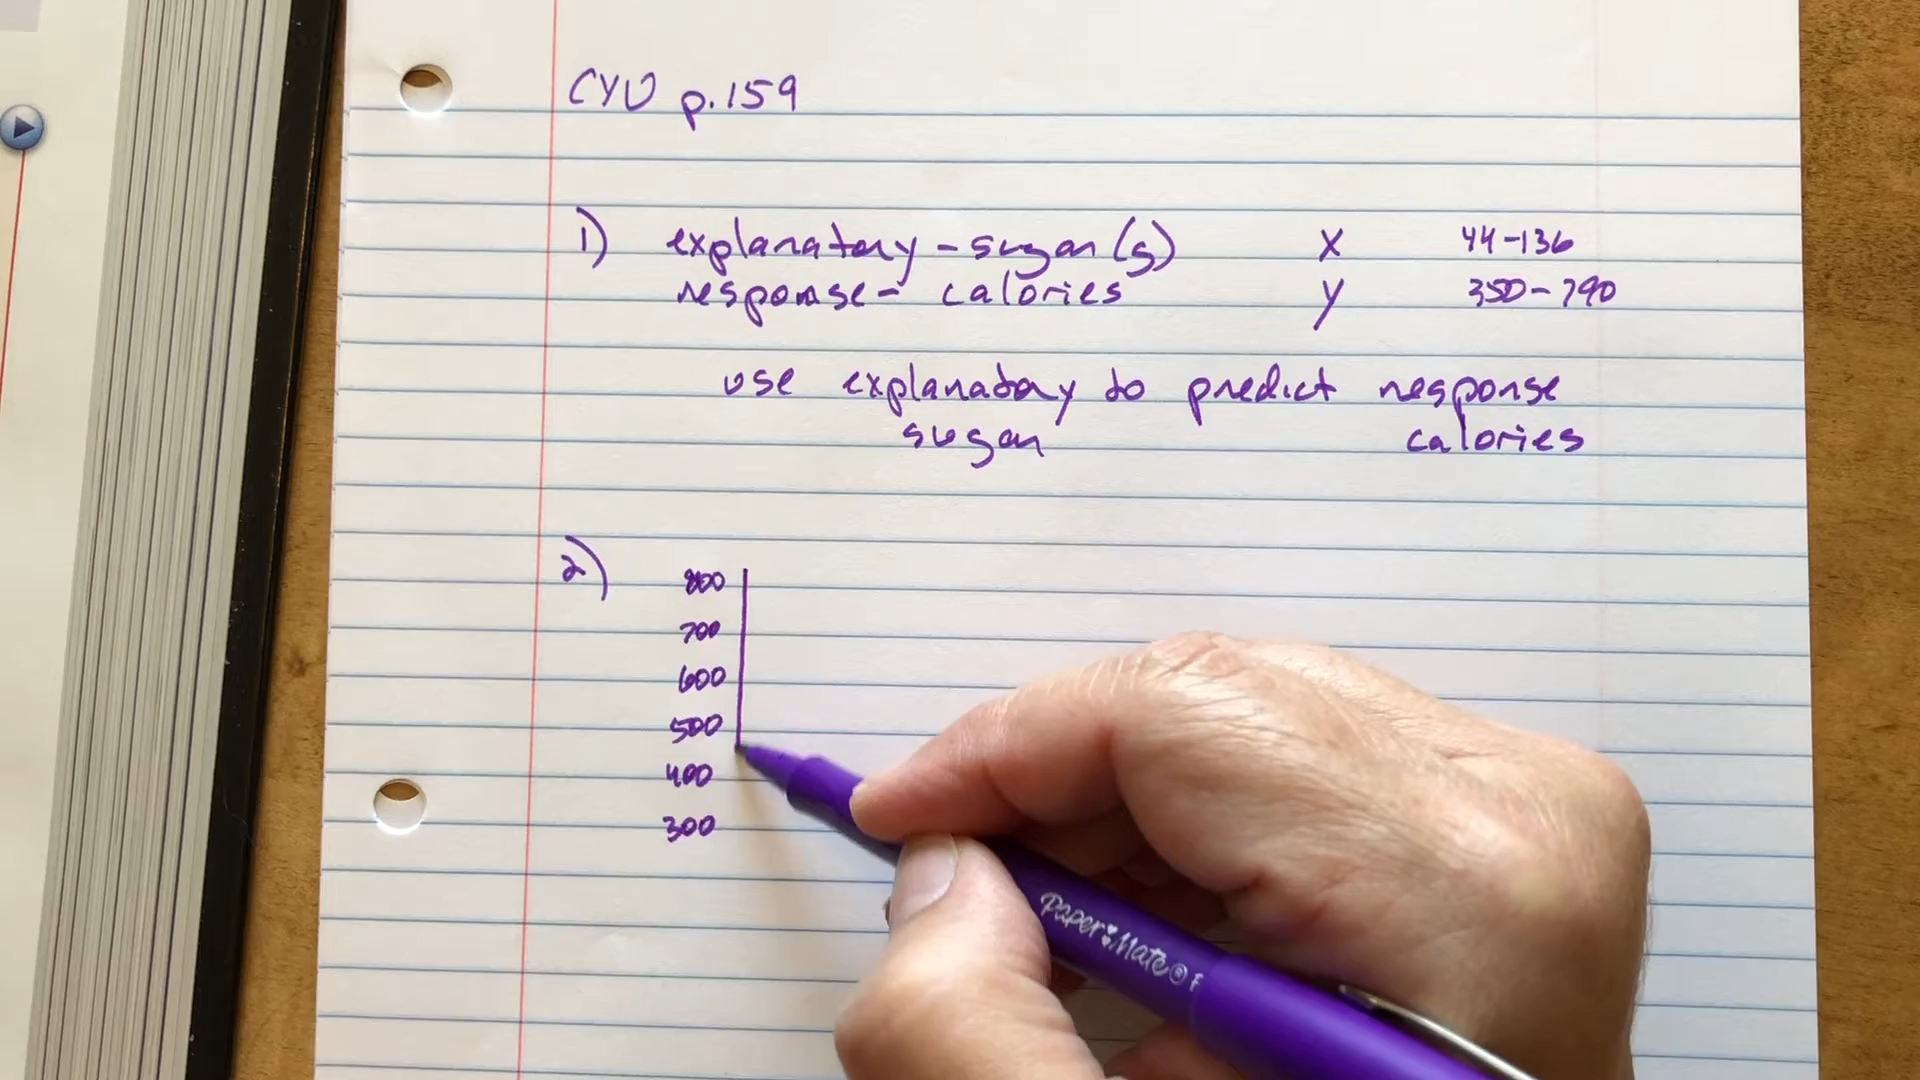 CYU p.159
1) explanatory - sugar (g) X 44-136
response - calories y 350-790
use explanatory to predict response
sugar calories
2) 800
700
600
500
400
300
Paper Mate®